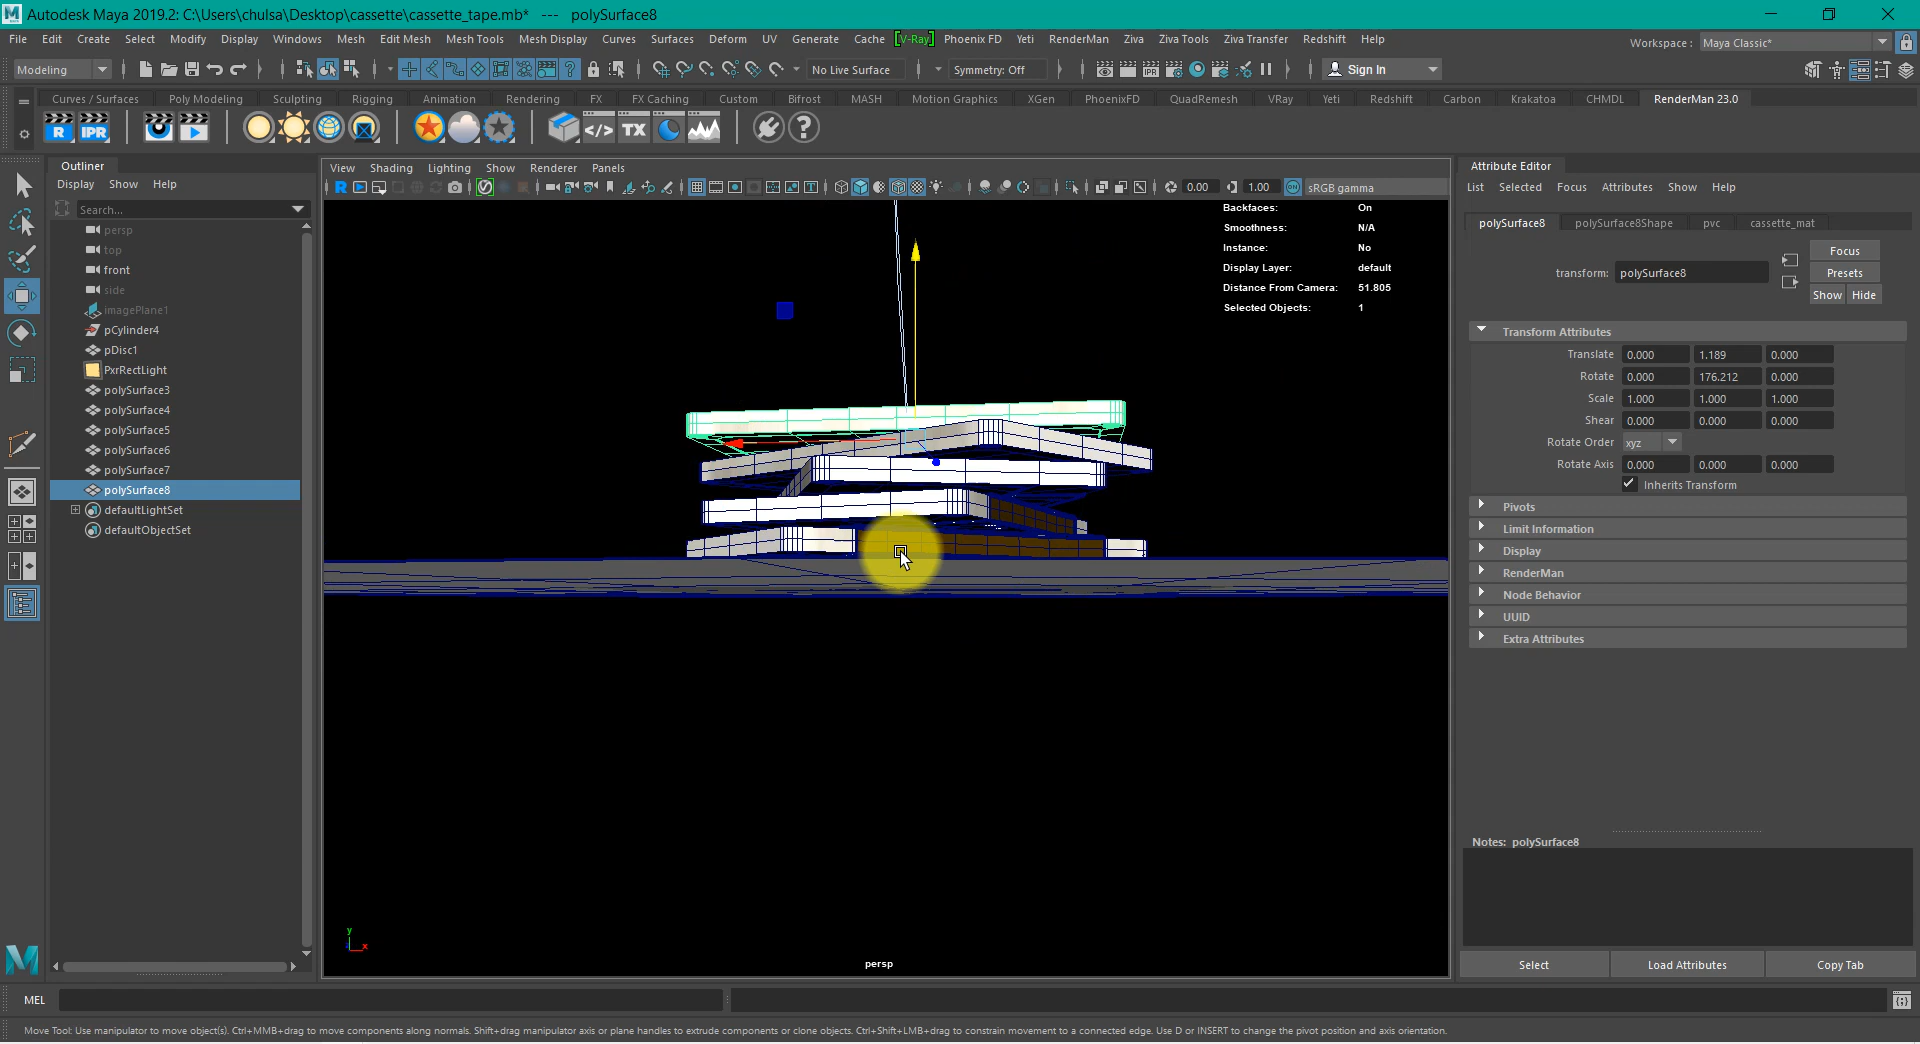 Autodesk Maya 2019.2: C:\Users\chulsa\Desktop\cassette\cassette_tape.mb* --- polySurface8
File Edit Create Select Modify Display Windows Mesh Edit Mesh Mesh Tools Mesh Display Curves Surfaces Deform UV Generate Cache [V-Ray] Phoenix FD Yeti RenderMan Ziva Ziva Tools Ziva Transfer Redshift Help
Workspace : Maya Classic*
Modeling No Live Surface Symmetry: Off Sign In
Curves / Surfaces Poly Modeling Sculpting Rigging Animation Rendering FX FX Caching Custom Bifrost MASH Motion Graphics XGen PhoenixFD QuadRemesh VRay Yeti Redshift Carbon Krakatoa CHMDL RenderMan 23.0
R IPR </> TX ?
Outliner
Display Show Help
Search...
persp
top
front
side
imagePlane1
pCylinder4
pDisc1
PxrRectLight
polySurface3
polySurface4
polySurface5
polySurface6
polySurface7
polySurface8
defaultLightSet
defaultObjectSet
View Shading Lighting Show Renderer Panels
0.00 1.00 sRGB gamma
Backfaces: On
Smoothness: N/A
Instance: No
Display Layer: default
Distance From Camera: 51.805
Selected Objects: 1
y
x
persp
Attribute Editor
List Selected Focus Attributes Show Help
polySurface8 polySurface8Shape pvc cassette_mat
Focus
transform: polySurface8
Presets
Show Hide
Transform Attributes
Translate 0.000 1.189 0.000
Rotate 0.000 176.212 0.000
Scale 1.000 1.000 1.000
Shear 0.000 0.000 0.000
Rotate Order xyz
Rotate Axis 0.000 0.000 0.000
Inherits Transform
Pivots
Limit Information
Display
RenderMan
Node Behavior
UUID
Extra Attributes
Notes: polySurface8
Select Load Attributes Copy Tab
MEL
Move Tool: Use manipulator to move object(s). Ctrl+MMB+drag to move components along normals. Shift+drag manipulator axis or plane handles to extrude components or clone objects. Ctrl+Shift+LMB+drag to constrain movement to a connected edge. Use D or INSERT to change the pivot position and axis orientation.